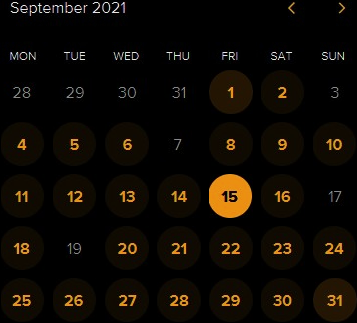 September 2021
MON TUE WED THU FRI SAT SUN
28 29 30 31 1 2 3
4 5 6 7 8 9 10
11 12 13 14 15 16 17
18 19 20 21 22 23 24
25 26 27 28 29 30 31